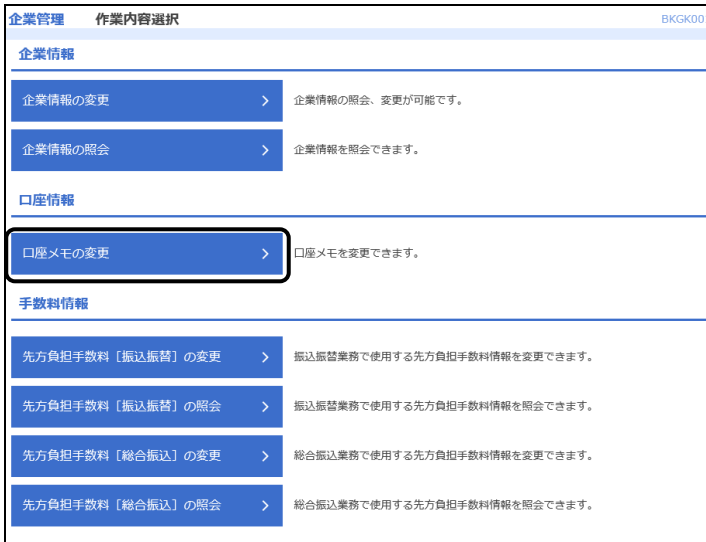 企業管理 作業内容選択 BKGK00
企業情報
企業情報の変更 企業情報の照会、変更が可能です。
企業情報の照会 企業情報を照会できます。
口座情報
口座メモの変更 口座メモを変更できます。
手数料情報
先方負担手数料［振込振替］の変更 振込振替業務で使用する先方負担手数料情報を変更できます。
先方負担手数料［振込振替］の照会 振込振替業務で使用する先方負担手数料情報を照会できます。
先方負担手数料［総合振込］の変更 総合振込業務で使用する先方負担手数料情報を変更できます。
先方負担手数料［総合振込］の照会 総合振込業務で使用する先方負担手数料情報を照会できます。